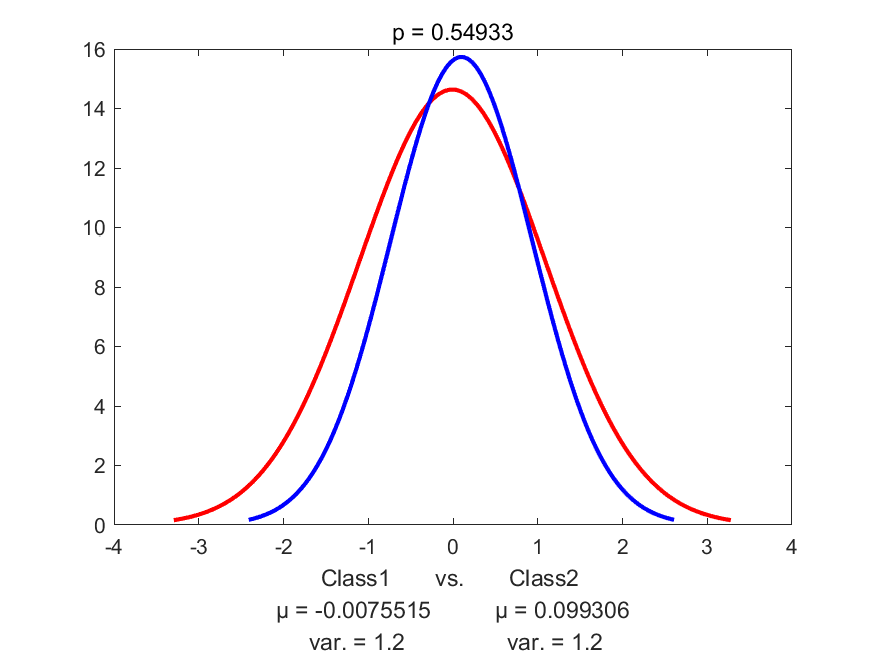 p = 0.54933
16
14
12
10
8
6
4
2
0
-4 -3 -2 -1 0 1 2 3 4
Class1 vs. Class2
μ = -0.0075515 μ = 0.099306
var. = 1.2 var. = 1.2